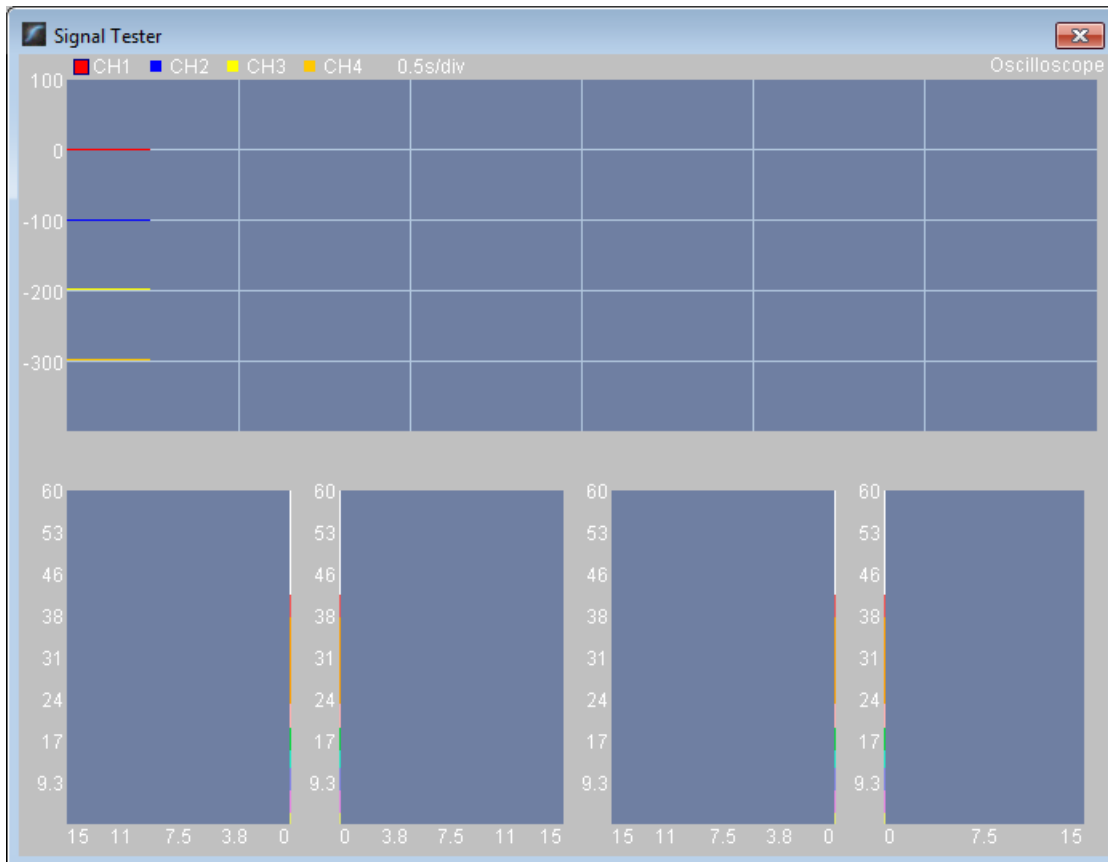 Signal Tester
CH1 CH2 CH3 CH4 0.5s/div Oscilloscope
100
0
-100
-200
-300
60 60 60 60
53 53 53 53
46 46 46 46
38 38 38 38
31 31 31 31
24 24 24 24
17 17 17 17
9.3 9.3 9.3 9.3
15 11 7.5 3.8 0 0 3.8 7.5 11 15 15 11 7.5 3.8 0 0 7.5 15